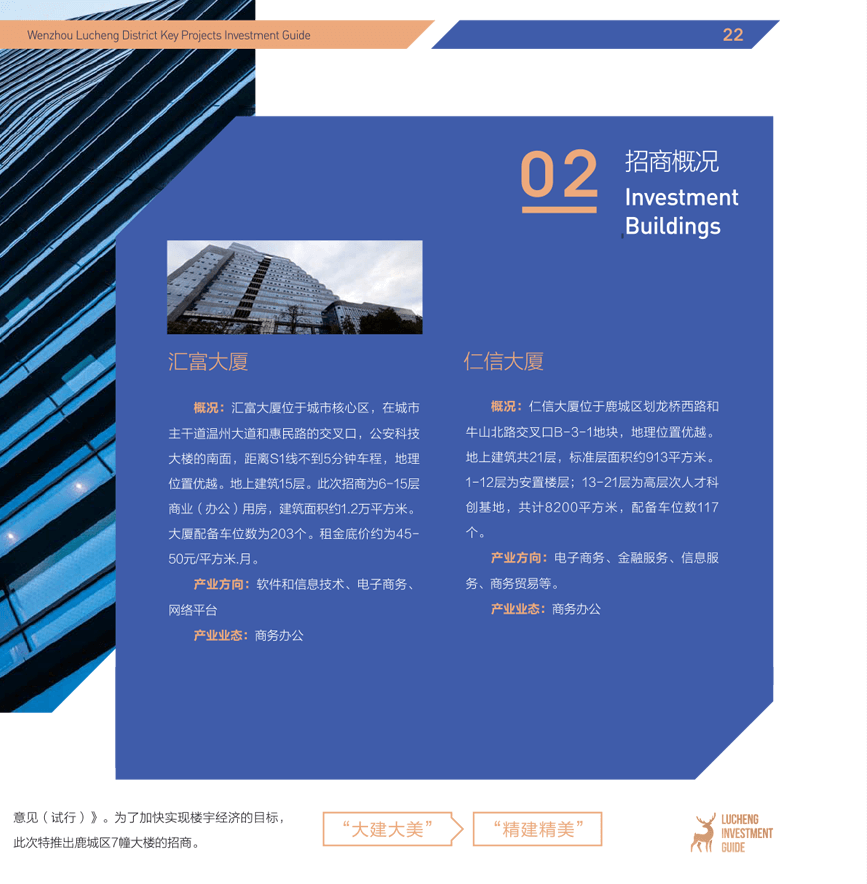 Wenzhou Lucheng District Key Projects Investment Guide
22
02
招商概况
Investment
Buildings
汇富大厦
概况：汇富大厦位于城市核心区，在城市
主干道温州大道和惠民路的交叉口，公安科技
大楼的南面，距离S1线不到5分钟车程，地理
位置优越。地上建筑15层。此次招商为6-15层
商业（办公）用房，建筑面积约1.2万平方米。
大厦配备车位数为203个。租金底价约为45-
50元/平方米.月。
产业方向：软件和信息技术、电子商务、
网络平台
产业业态：商务办公
仁信大厦
概况：仁信大厦位于鹿城区划龙桥西路和
牛山北路交叉口B-3-1地块，地理位置优越。
地上建筑共21层，标准层面积约913平方米。
1-12层为安置楼层；13-21层为高层次人才科
创基地，共计8200平方米，配备车位数117
个。
产业方向：电子商务、金融服务、信息服
务、商务贸易等。
产业业态：商务办公
意见（试行）》。为了加快实现楼宇经济的目标，
此次特推出鹿城区7幢大楼的招商。
“大建大美”
“精建精美”
LUCHENG
INVESTMENT
GUIDE